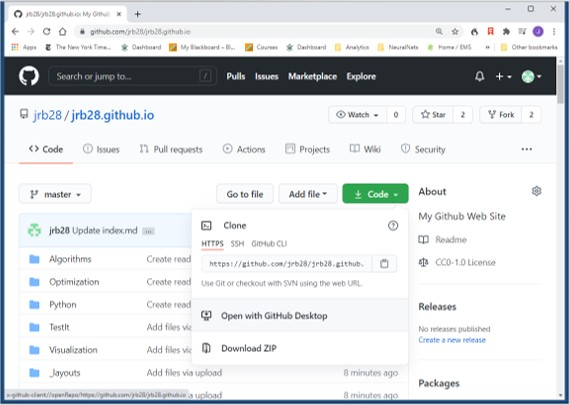 jrb28/jrb28.github.io: My Github
github.com/jrb28/jrb28.github.io
Apps The New York Time... Dashboard My Blackboard – Bl... Courses Dashboard Analytics NeuralNets Home / EMS Other bookmarks
Search or jump to... / Pulls Issues Marketplace Explore
jrb28 / jrb28.github.io
Watch 0 Star 2 Fork 2
Code Issues Pull requests Actions Projects Wiki Security ...
master Go to file Add file Code
About
My Github Web Site
Readme
CC0-1.0 License
Releases
No releases published
Create a new release
Packages
jrb28 Update index.md ...
Algorithms Create read
Optimization Create read
Python Create read
TestIt Add files via
Visualization Add files via
_layouts Add files via upload 8 minutes ago
Clone
HTTPS SSH GitHub CLI
https://github.com/jrb28/jrb28.github.
Use Git or checkout with SVN using the web URL.
Open with GitHub Desktop
Download ZIP
x-github-client://openRepo/https://github.com/jrb28/jrb28.github.io
8 minutes ago